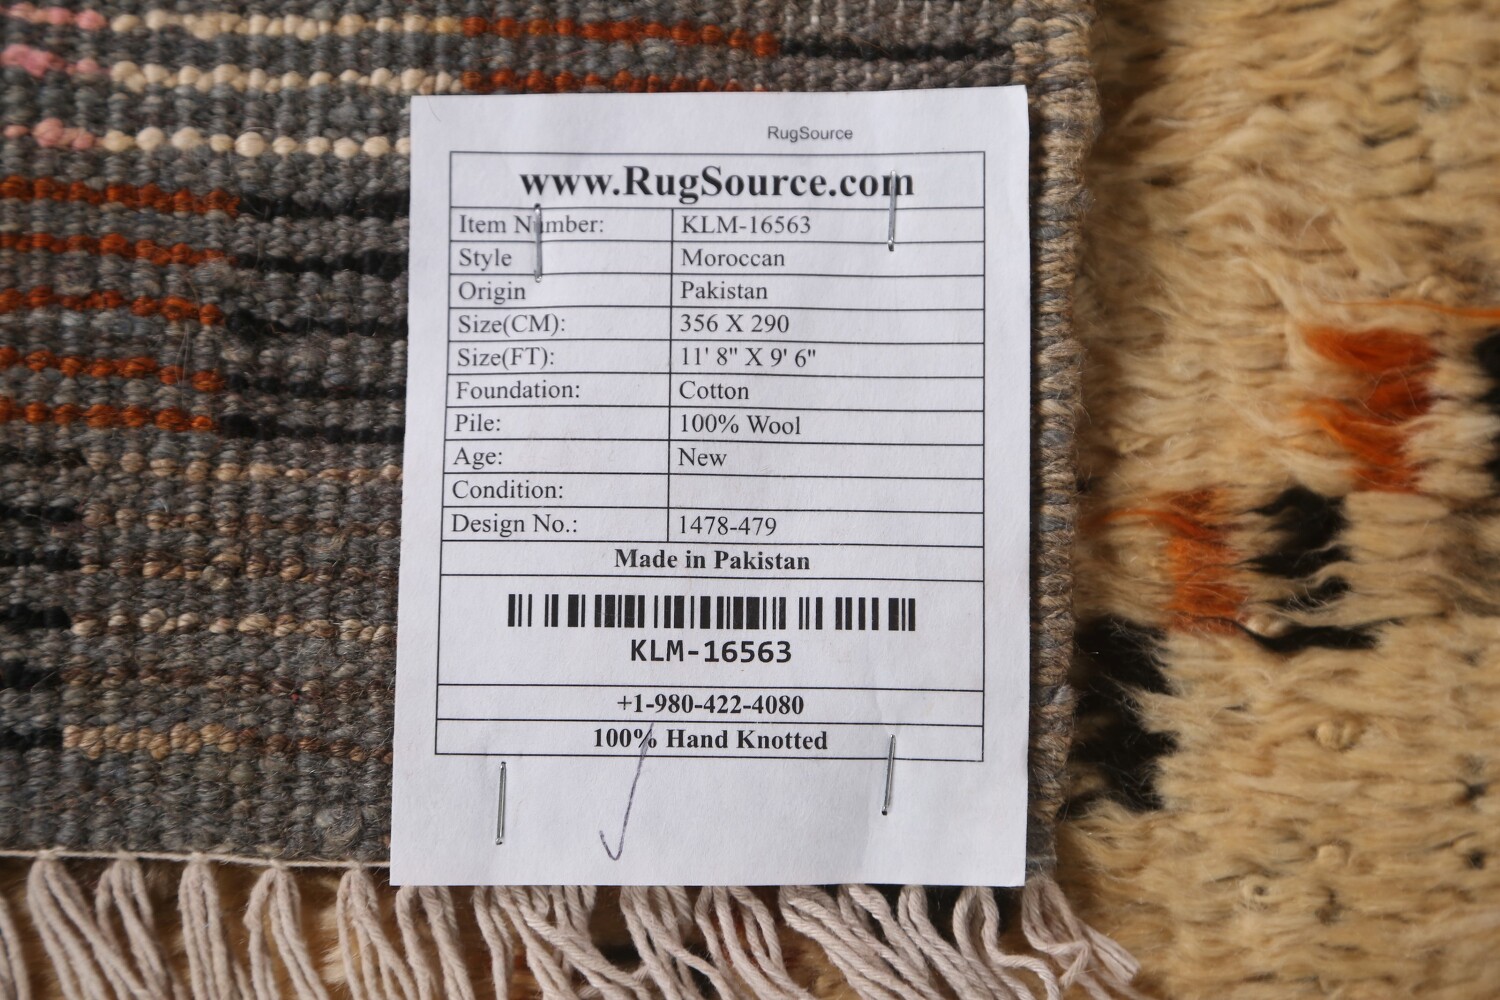 RugSource
www.RugSource.com
Item Number: KLM-16563
Style Moroccan
Origin Pakistan
Size(CM): 356 X 290
Size(FT): 11' 8" X 9' 6"
Foundation: Cotton
Pile: 100% Wool
Age: New
Condition:
Design No.: 1478-479
Made in Pakistan
KLM-16563
+1-980-422-4080
100% Hand Knotted